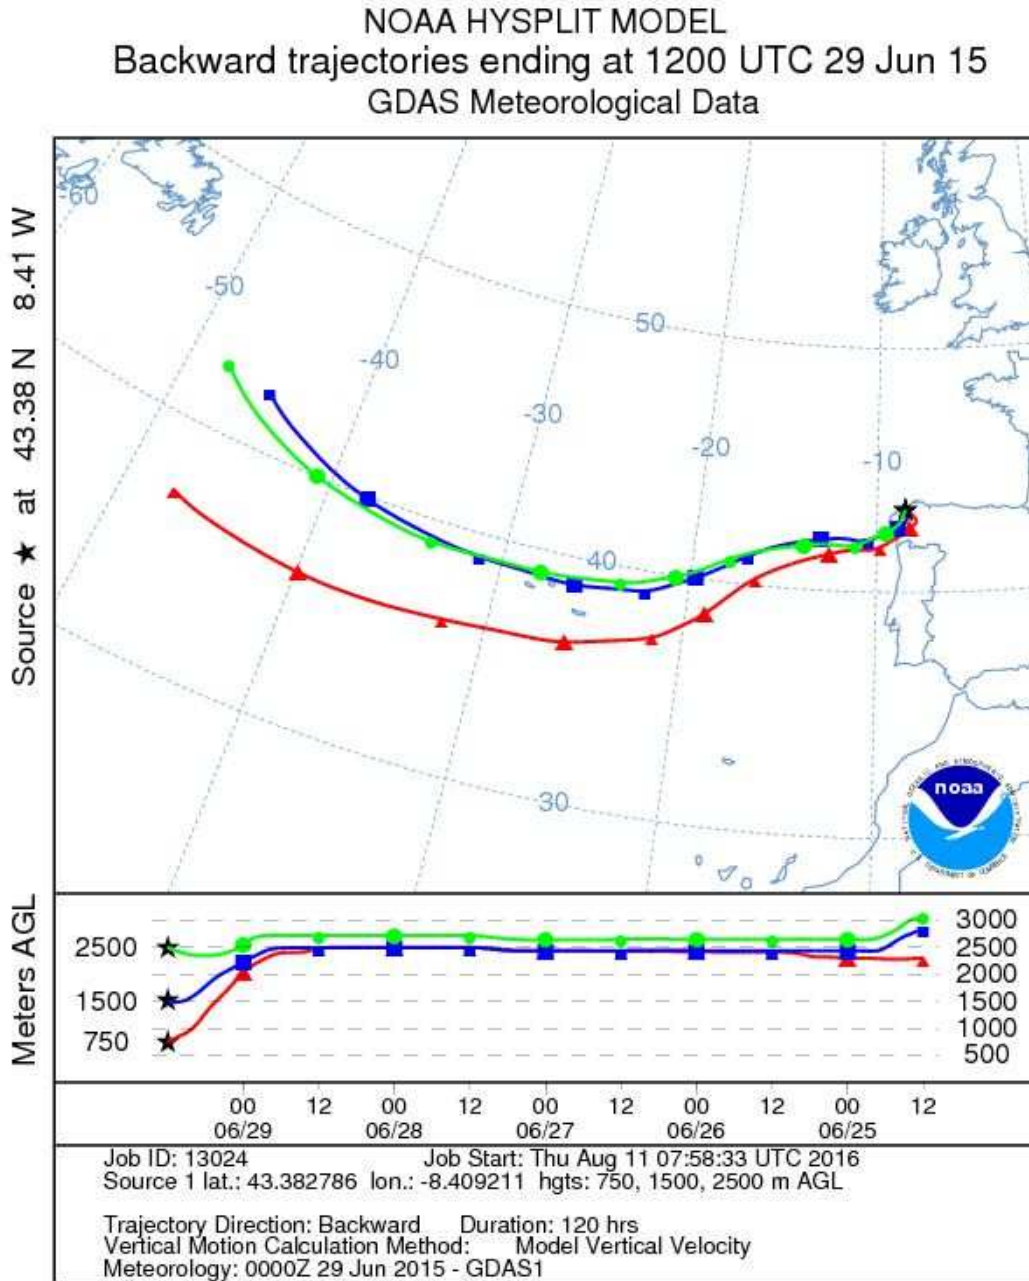 NOAA HYSPLIT MODEL
Backward trajectories ending at 1200 UTC 29 Jun 15
GDAS Meteorological Data
Source ★ at 43.38 N 8.41 W
-60
-50
-40
-30
-20
-10
50
40
30
noaa
Meters AGL
2500
1500
750
3000
2500
2000
1500
1000
500
00 12 00 12 00 12 00 12 00 12
06/29 06/28 06/27 06/26 06/25
Job ID: 13024 Job Start: Thu Aug 11 07:58:33 UTC 2016
Source 1 lat.: 43.382786 lon.: -8.409211 hgts: 750, 1500, 2500 m AGL
Trajectory Direction: Backward Duration: 120 hrs
Vertical Motion Calculation Method: Model Vertical Velocity
Meteorology: 0000Z 29 Jun 2015 - GDAS1